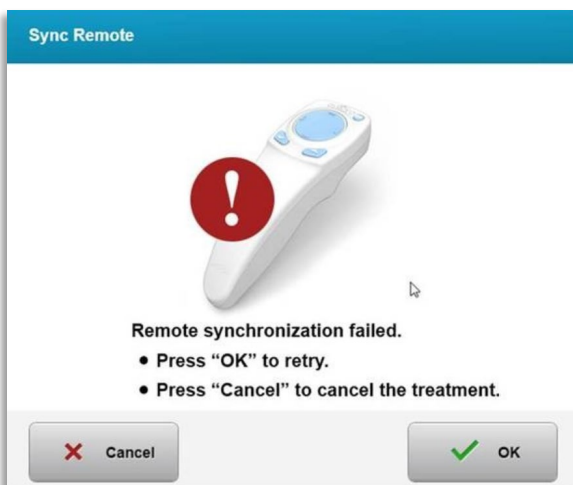 Sync Remote
Remote synchronization failed.
• Press “OK” to retry.
• Press “Cancel” to cancel the treatment.
Cancel
OK